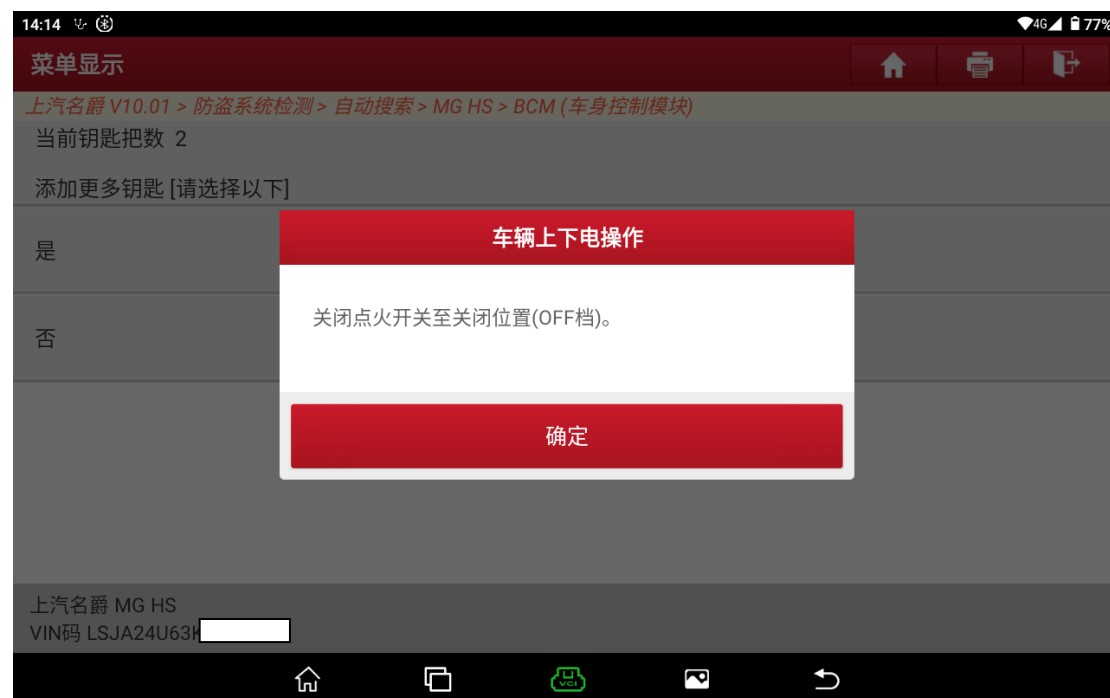 14:14 4G 77%
菜单显示
上汽名爵 V10.01 > 防盗系统检测 > 自动搜索 > MG HS > BCM (车身控制模块)
当前钥匙把数 2
添加更多钥匙 [请选择以下]
车辆上下电操作
是
关闭点火开关至关闭位置(OFF档)。
否
确定
上汽名爵 MG HS
VIN码 LSJA24U63K
VCI